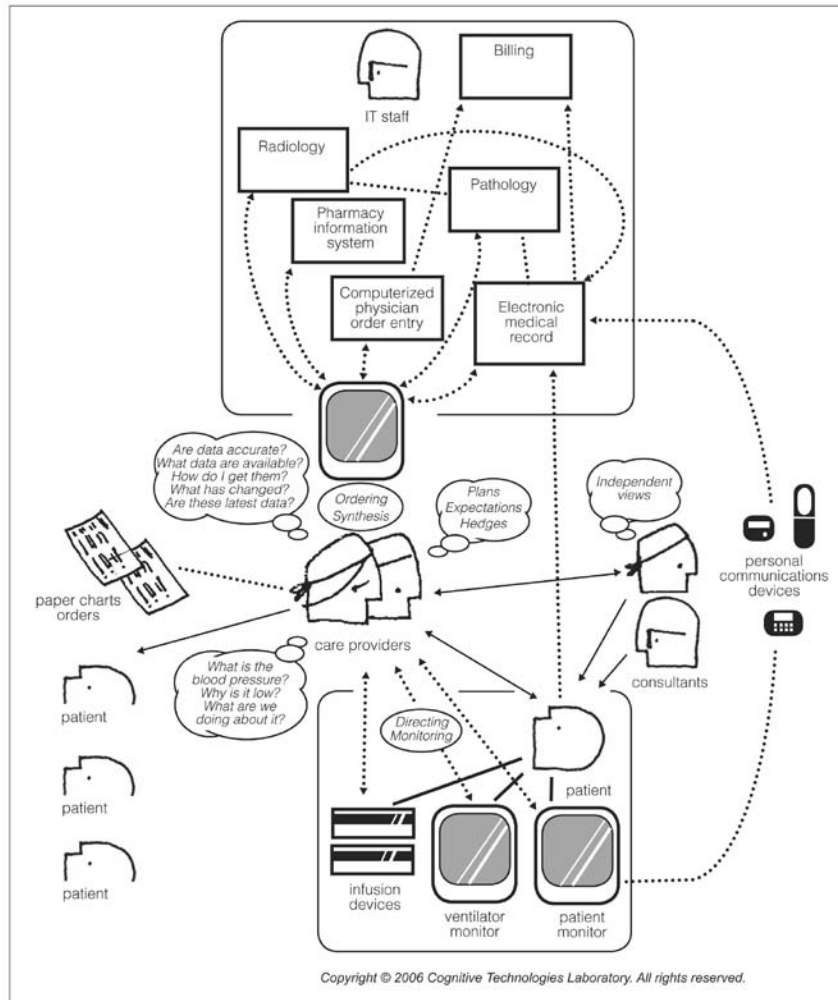 Billing
IT staff
Radiology
Pathology
Pharmacy
information
system
Computerized
physician
order entry
Electronic
medical
record
Are data accurate?
What data are available?
How do I get them?
What has changed?
Are these latest data?
Ordering
Synthesis
Plans
Expectations
Hedges
Independent
views
paper charts
orders
personal
communications
devices
care providers
consultants
What is the
blood pressure?
Why is it low?
What are we
doing about it?
patient
patient
patient
Directing
Monitoring
patient
infusion
devices
ventilator
monitor
patient
monitor
Copyright © 2006 Cognitive Technologies Laboratory. All rights reserved.